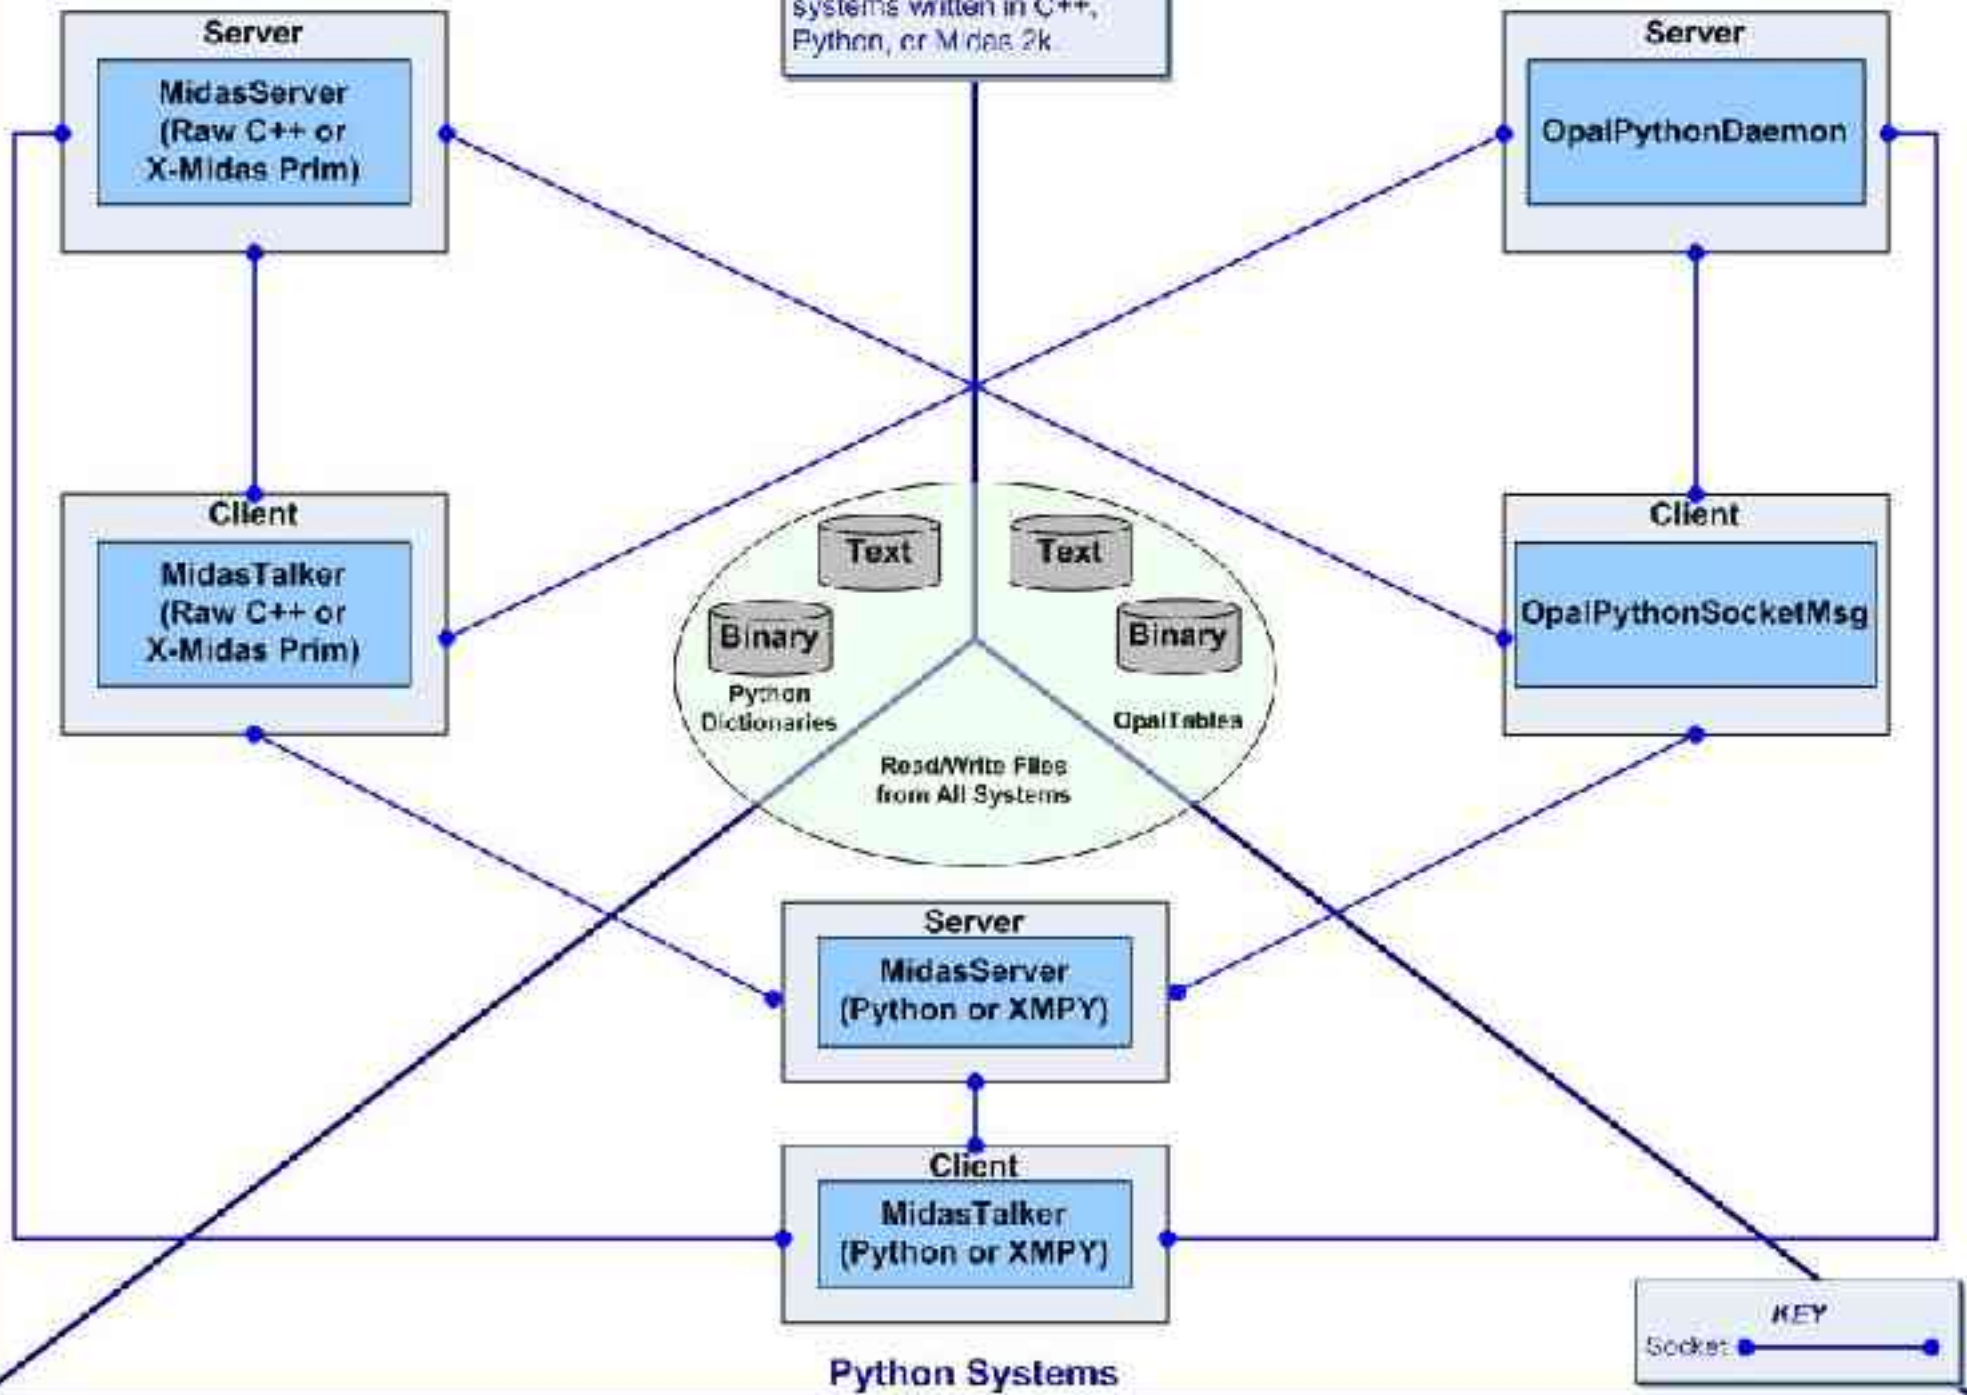 systems written in C++,
Python, or Midas 2k.
Server
MidasServer
(Raw C++ or
X-Midas Prim)
Server
OpalPythonDaemon
Client
MidasTalker
(Raw C++ or
X-Midas Prim)
Client
OpalPythonSocketMsg
Text
Text
Binary
Binary
Python
Dictionaries
OpalTables
Read/Write Files
from All Systems
Server
MidasServer
(Python or XMPY)
Client
MidasTalker
(Python or XMPY)
Python Systems
KEY
Socket